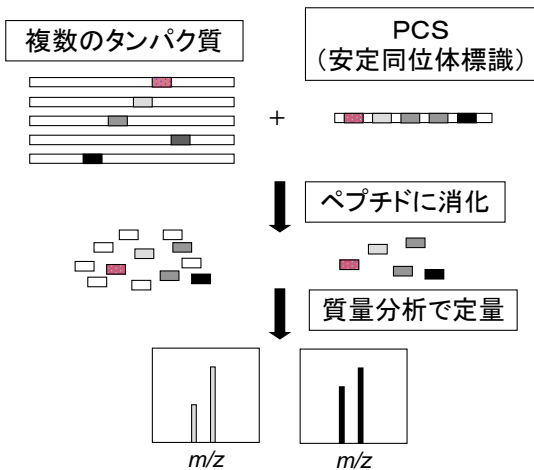 複数のタンパク質
PCS
(安定同位体標識)
+
ペプチドに消化
質量分析で定量
m/z
m/z